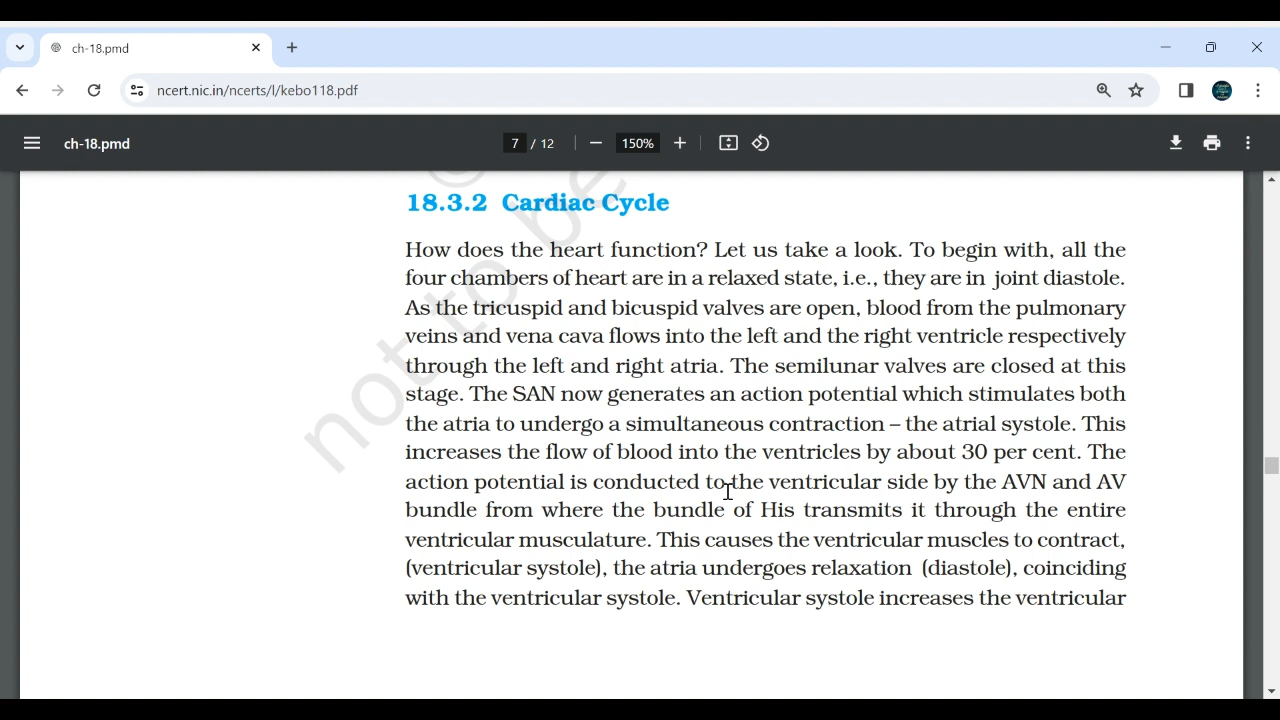 ch-18.pmd
ncert.nic.in/ncerts/l/kebo118.pdf
ch-18.pmd
7 / 12
150%
not to be
18.3.2 Cardiac Cycle
How does the heart function? Let us take a look. To begin with, all the
four chambers of heart are in a relaxed state, i.e., they are in joint diastole.
As the tricuspid and bicuspid valves are open, blood from the pulmonary
veins and vena cava flows into the left and the right ventricle respectively
through the left and right atria. The semilunar valves are closed at this
stage. The SAN now generates an action potential which stimulates both
the atria to undergo a simultaneous contraction – the atrial systole. This
increases the flow of blood into the ventricles by about 30 per cent. The
action potential is conducted to the ventricular side by the AVN and AV
bundle from where the bundle of His transmits it through the entire
ventricular musculature. This causes the ventricular muscles to contract,
(ventricular systole), the atria undergoes relaxation (diastole), coinciding
with the ventricular systole. Ventricular systole increases the ventricular